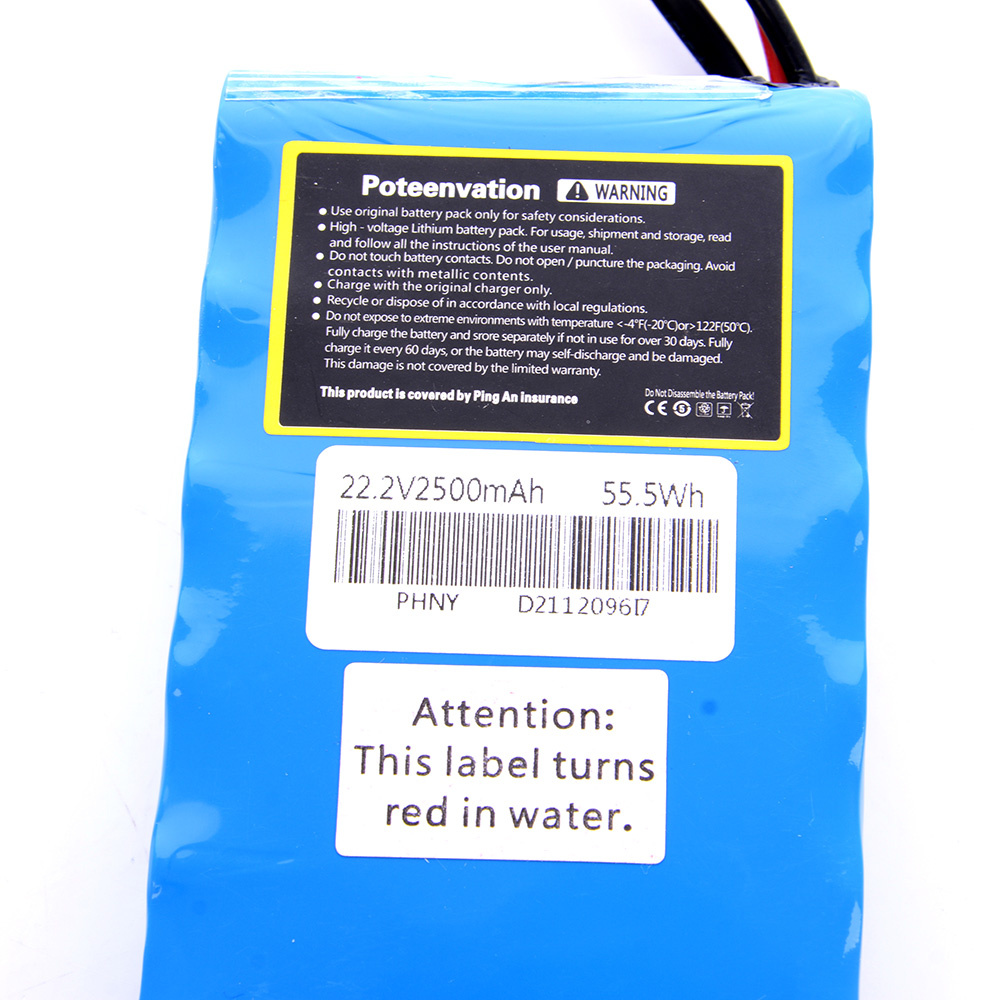 Poteenvation WARNING
● Use original battery pack only for safety considerations.
● High - voltage Lithium battery pack. For usage, shipment and storage, read
and follow all the instructions of the user manual.
● Do not touch battery contacts. Do not open / puncture the packaging. Avoid
contacts with metallic contents.
● Charge with the original charger only.
● Recycle or dispose of in accordance with local regulations.
● Do not expose to extreme environments with temperature <-4°F(-20℃)or>122F(50℃).
Fully charge the battery and srore separately if not in use for over 30 days. Fully
charge it every 60 days, or the battery may self-discharge and be damaged.
This damage is not covered by the limited warranty.
This product is covered by Ping An insurance
Do Not Disassemble the Battery Pack!
CE
22.2V2500mAh 55.5Wh
PHNY
Attention:
This label turns
red in water.